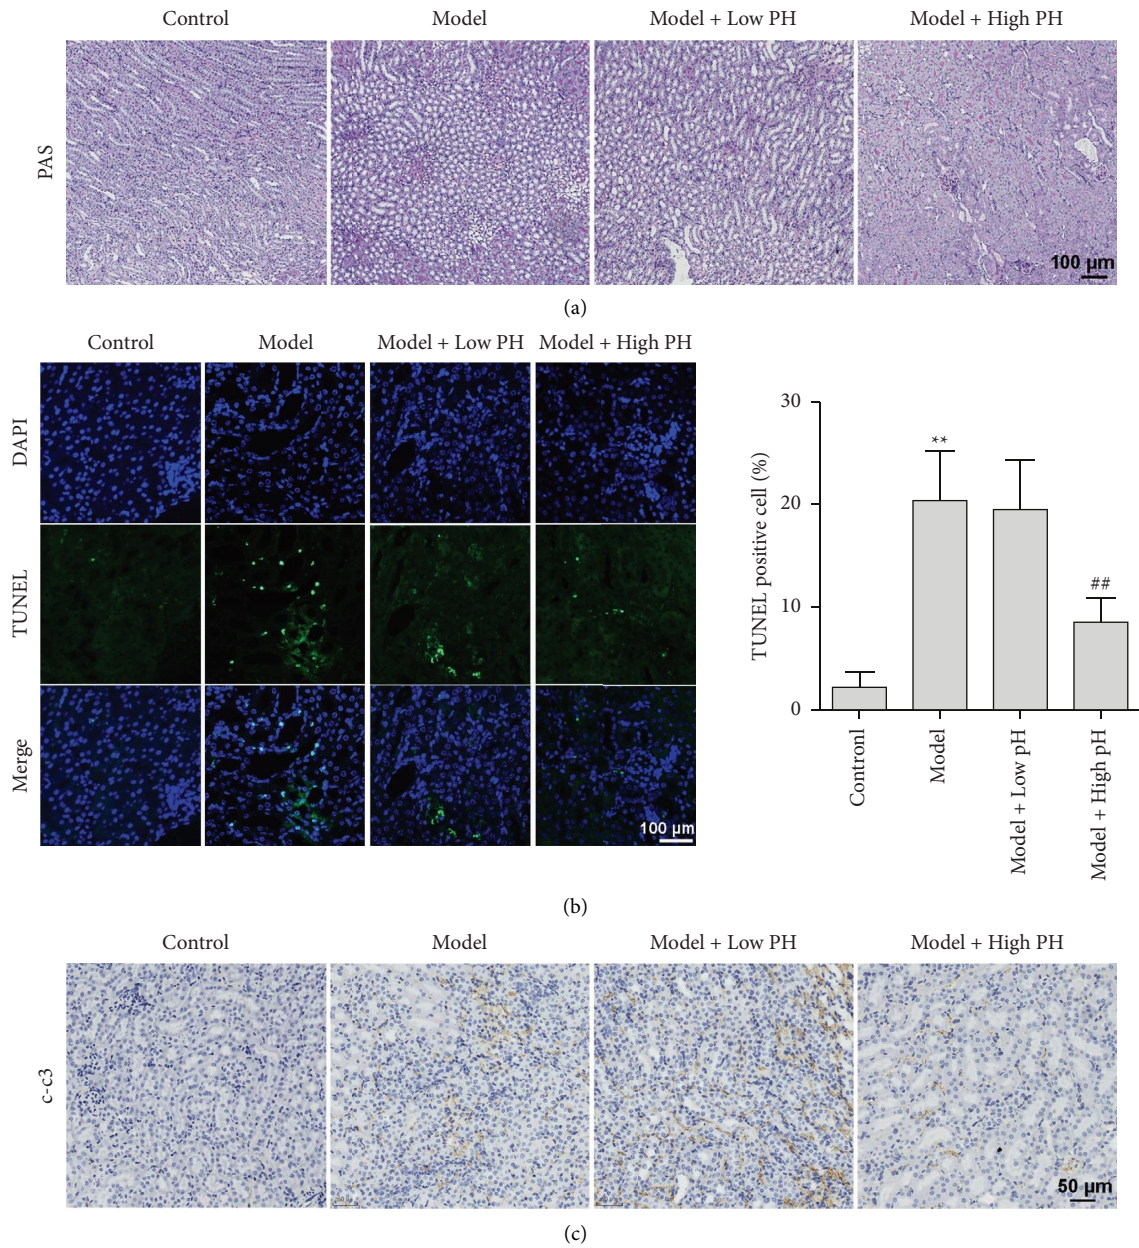 Control Model Model + Low PH Model + High PH
PAS
100 µm
(a)
Control Model Model + Low PH Model + High PH
DAPI
TUNEL
Merge
100 µm
TUNEL positive cell (%)
30
20
10
0
**
##
Contronl
Model
Model + Low pH
Model + High pH
(b)
Control Model Model + Low PH Model + High PH
c-c3
50 µm
(c)